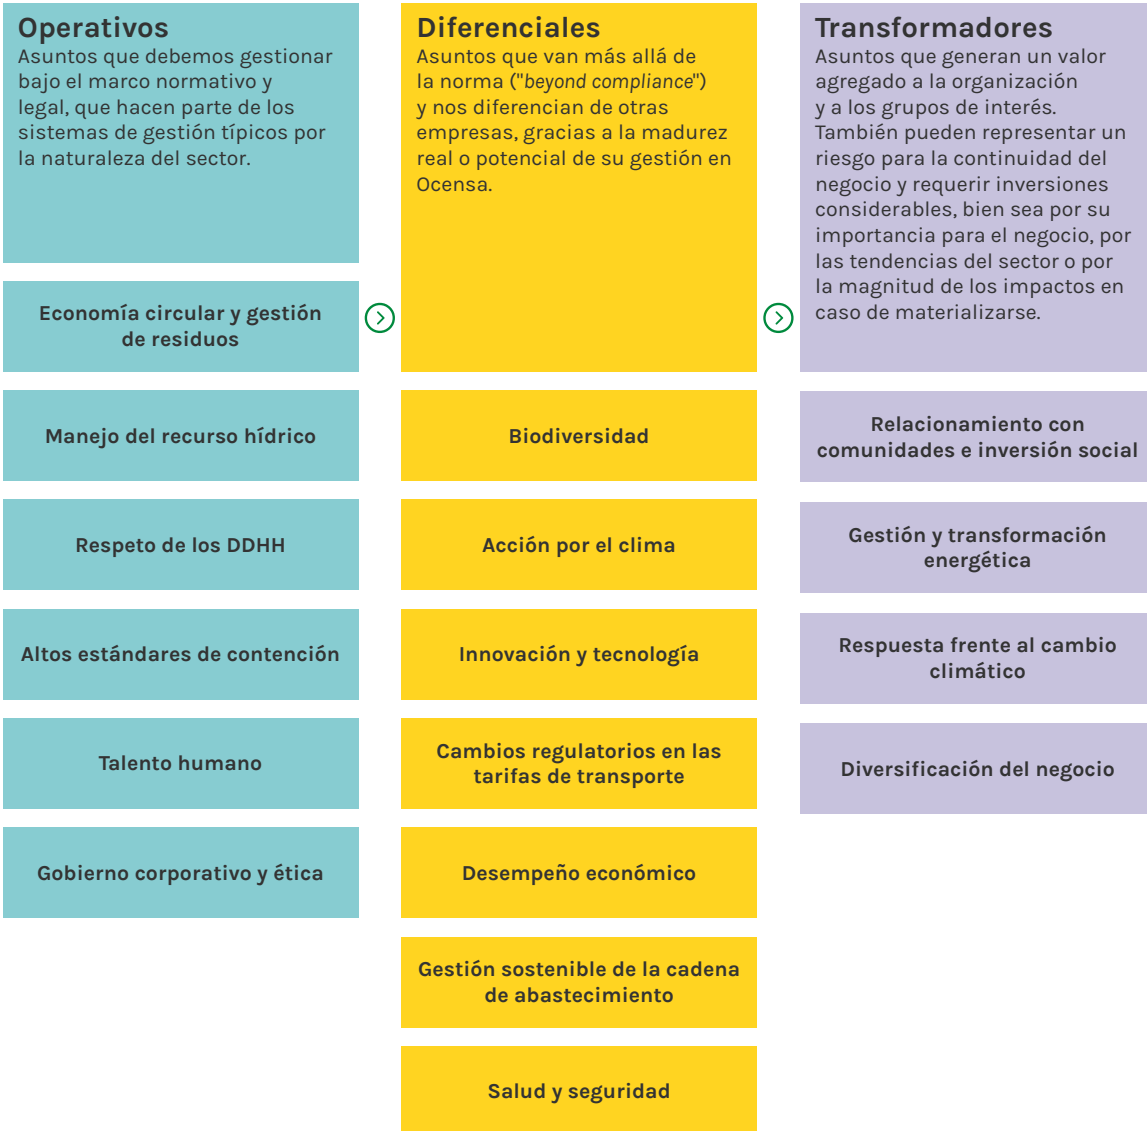 Operativos
Asuntos que debemos gestionar
bajo el marco normativo y
legal, que hacen parte de los
sistemas de gestión típicos por
la naturaleza del sector.
Economía circular y gestión
de residuos
Manejo del recurso hídrico
Respeto de los DDHH
Altos estándares de contención
Talento humano
Gobierno corporativo y ética
Diferenciales
Asuntos que van más allá de
la norma ("beyond compliance")
y nos diferencian de otras
empresas, gracias a la madurez
real o potencial de su gestión en
Ocensa.
Biodiversidad
Acción por el clima
Innovación y tecnología
Cambios regulatorios en las
tarifas de transporte
Desempeño económico
Gestión sostenible de la cadena
de abastecimiento
Salud y seguridad
Transformadores
Asuntos que generan un valor
agregado a la organización
y a los grupos de interés.
También pueden representar un
riesgo para la continuidad del
negocio y requerir inversiones
considerables, bien sea por su
importancia para el negocio, por
las tendencias del sector o por
la magnitud de los impactos en
caso de materializarse.
Relacionamiento con
comunidades e inversión social
Gestión y transformación
energética
Respuesta frente al cambio
climático
Diversificación del negocio